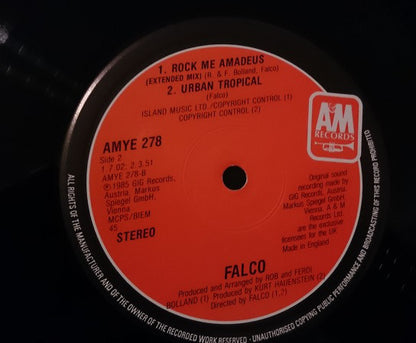 1. ROCK ME AMADEUS
(EXTENDED MIX) (R. & F. Bolland, Falco)
2. URBAN TROPICAL
(Falco)
ISLAND MUSIC LTD./COPYRIGHT CONTROL (1)
COPYRIGHT CONTROL (2)
AMYE 278
Side 2
1. 7.02; 2. 3.51
AMYE 278-B
℗ 1985 GIG Records,
Austria, Markus
Spiegel GmbH,
Vienna
MCPS/BIEM
45
STEREO
A&M
RECORDS
Original sound
recording made by
GIG Records,
Austria, Markus
Spiegel GmbH,
Vienna. A & M
Records Ltd.
are the exclusive
licensees for the
UK.
Made in England
FALCO
Produced and Arranged by ROB and FERDI
BOLLAND (1) Produced by KURT HAUENSTEIN (2)
Directed by FALCO (1,2)
ALL RIGHTS OF THE MANUFACTURER AND OF THE OWNER OF THE RECORDED WORK RESERVED - UNAUTHORISED COPYING PUBLIC PERFORMANCE AND BROADCASTING OF THIS RECORD PROHIBITED